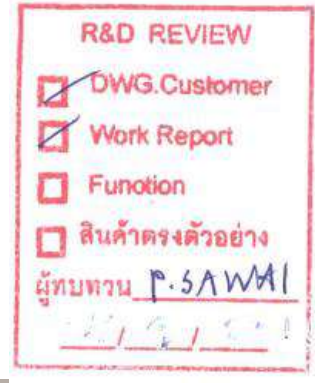 R&D REVIEW
DWG.Customer
Work Report
Function
สินค้าตรงตัวอย่าง
ผู้ทบทวน P.SAWAI